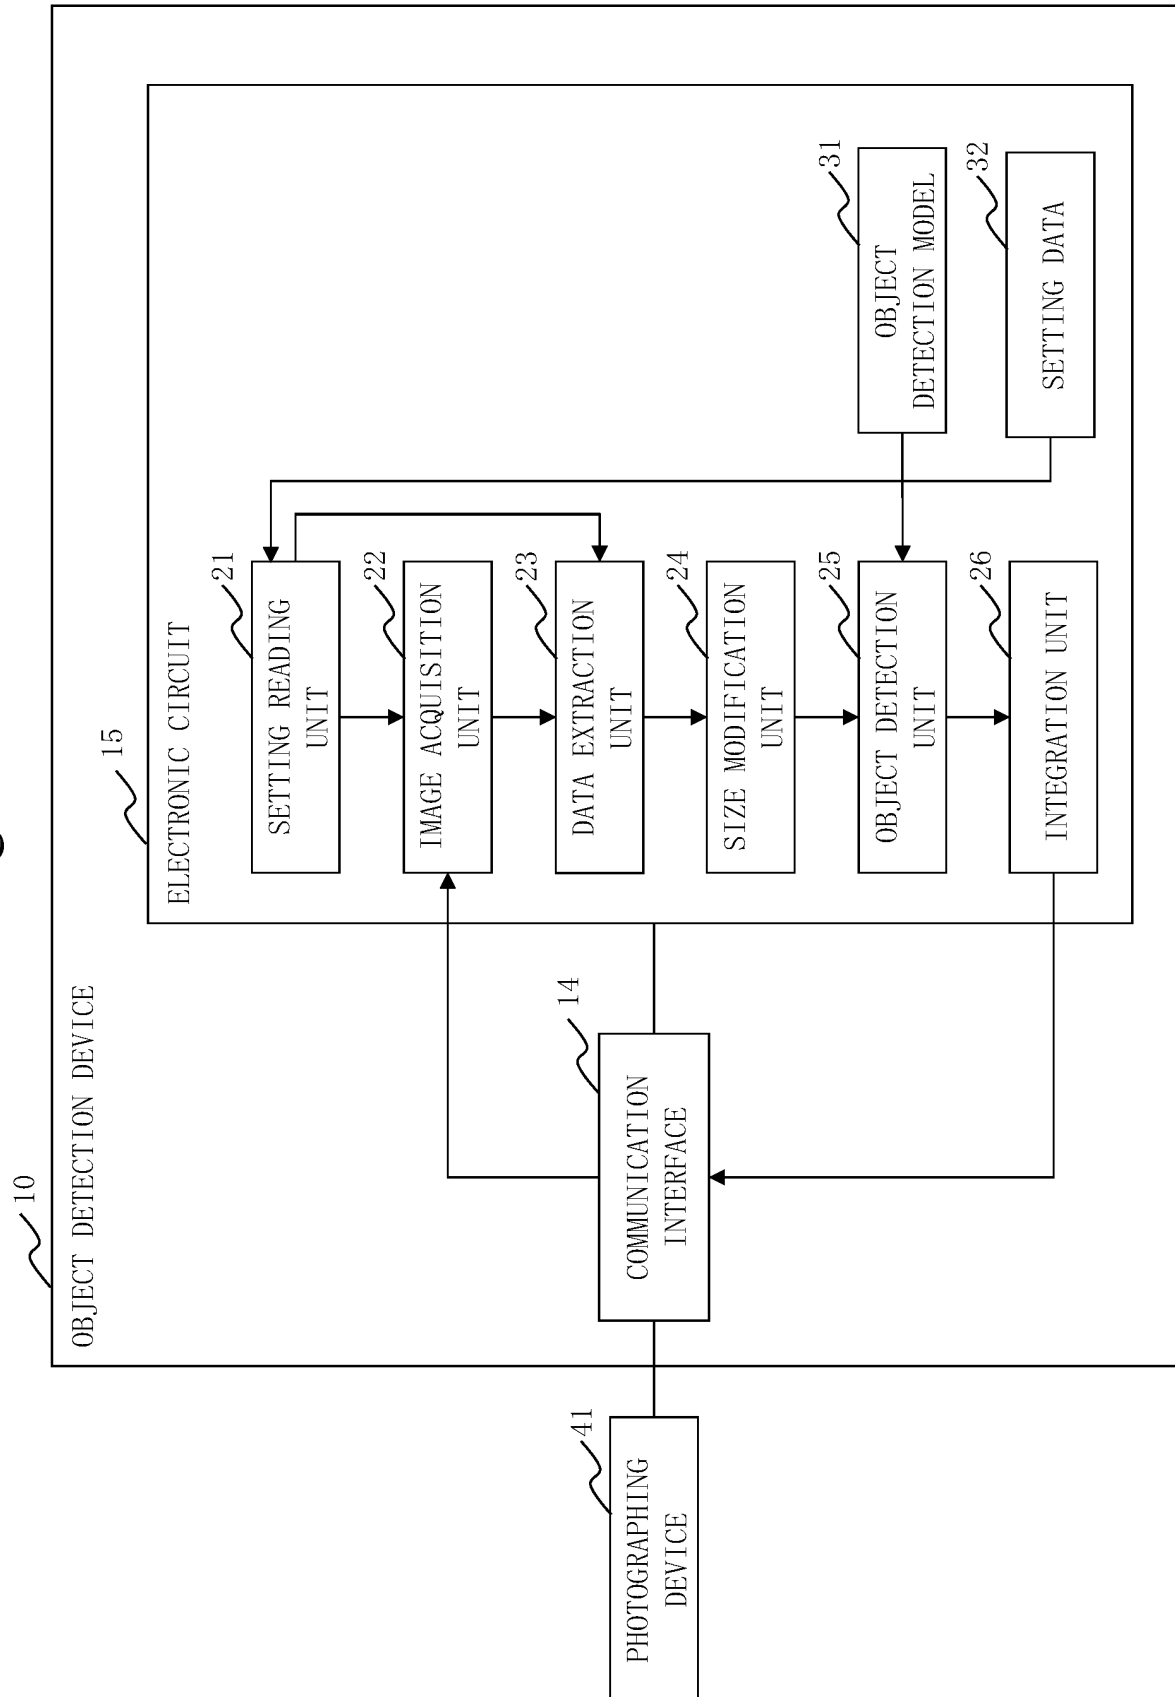 10
OBJECT DETECTION DEVICE
15
ELECTRONIC CIRCUIT
21
SETTING READING
UNIT
22
IMAGE ACQUISITION
UNIT
23
DATA EXTRACTION
UNIT
24
SIZE MODIFICATION
UNIT
25
OBJECT DETECTION
UNIT
26
INTEGRATION UNIT
31
OBJECT
DETECTION MODEL
32
SETTING DATA
14
COMMUNICATION
INTERFACE
41
PHOTOGRAPHING
DEVICE